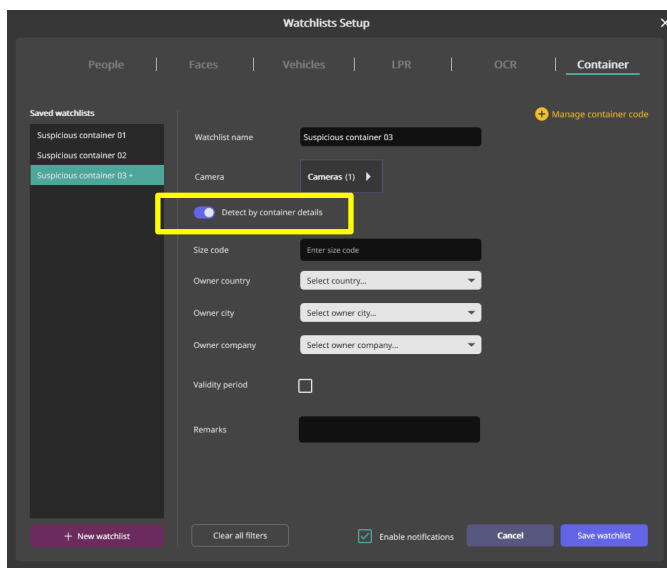 Watchlists Setup
People | Faces | Vehicles | LPR | OCR | Container
Saved watchlists
Suspicious container 01
Suspicious container 02
Suspicious container 03 *
+ New watchlist
+ Manage container code
Watchlist name Suspicious container 03
Camera Cameras (1)
Detect by container details
Size code Enter size code
Owner country Select country...
Owner city Select owner city...
Owner company Select owner company...
Validity period
Remarks
Clear all filters Enable notifications Cancel Save watchlist